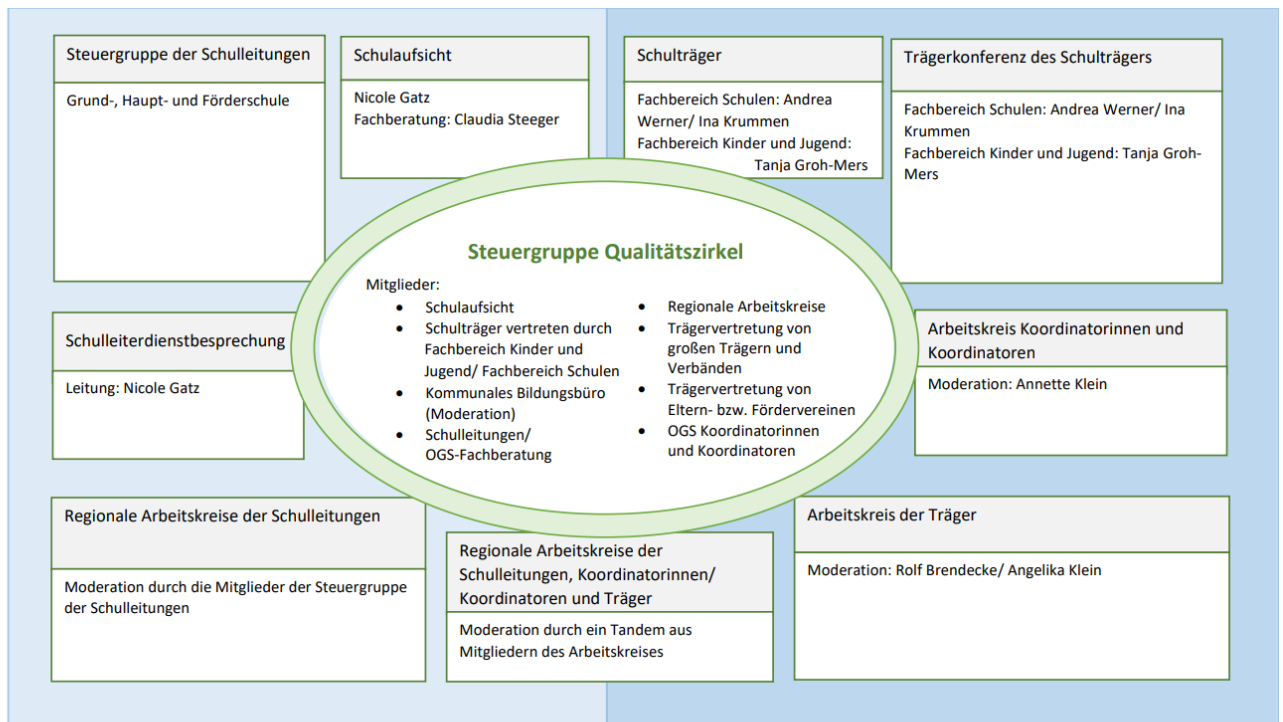 Steuergruppe der Schulleitungen
Grund-, Haupt- und Förderschule
Schulaufsicht
Nicole Gatz
Fachberatung: Claudia Steeger
Schulträger
Fachbereich Schulen: Andrea
Werner/ Ina Krummen
Fachbereich Kinder und Jugend:
Tanja Groh-Mers
Trägerkonferenz des Schulträgers
Fachbereich Schulen: Andrea Werner/ Ina
Krummen
Fachbereich Kinder und Jugend: Tanja Groh-
Mers
Steuergruppe Qualitätszirkel
Mitglieder:
• Schulaufsicht
• Schulträger vertreten durch
Fachbereich Kinder und
Jugend/ Fachbereich Schulen
• Kommunales Bildungsbüro
(Moderation)
• Schulleitungen/
OGS-Fachberatung
• Regionale Arbeitskreise
• Trägervertretung von
großen Trägern und
Verbänden
• Trägervertretung von
Eltern- bzw. Fördervereinen
• OGS Koordinatorinnen
und Koordinatoren
Schulleiterdienstbesprechung
Leitung: Nicole Gatz
Arbeitskreis Koordinatorinnen und
Koordinatoren
Moderation: Annette Klein
Regionale Arbeitskreise der Schulleitungen
Moderation durch die Mitglieder der Steuergruppe
der Schulleitungen
Regionale Arbeitskreise der
Schulleitungen, Koordinatorinnen/
Koordinatoren und Träger
Moderation durch ein Tandem aus
Mitgliedern des Arbeitskreises
Arbeitskreis der Träger
Moderation: Rolf Brendecke/ Angelika Klein